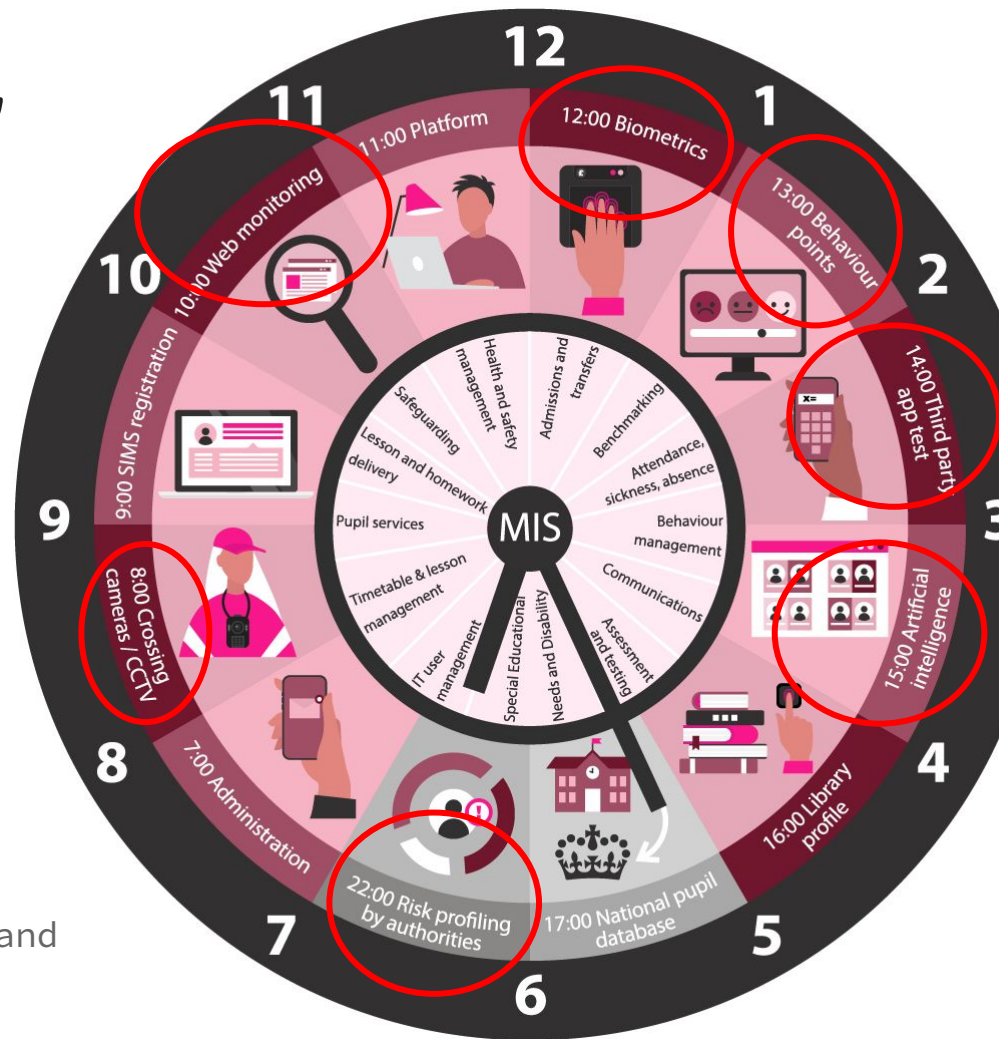 12
1
2
3
4
5
6
7
8
9
10
11
12:00 Biometrics
13:00 Behaviour
points
14:00 Third party
app test
15:00 Artificial
intelligence
16:00 Library
profile
17:00 National pupil
database
22:00 Risk profiling
by authorities
7:00 Administration
8:00 Crossing
cameras / CCTV
9:00 SIMS registration
10:00 Web monitoring
11:00 Platform
x=
MIS
Admissions and
transfers
Benchmarking
Attendance,
sickness, absence
Behaviour
management
Communications
Assessment
and testing
Special Educational
Needs and Disability
IT user
management
Timetable & lesson
management
Pupil services
Lesson and homework
delivery
Safeguarding
Health and safety
management
and